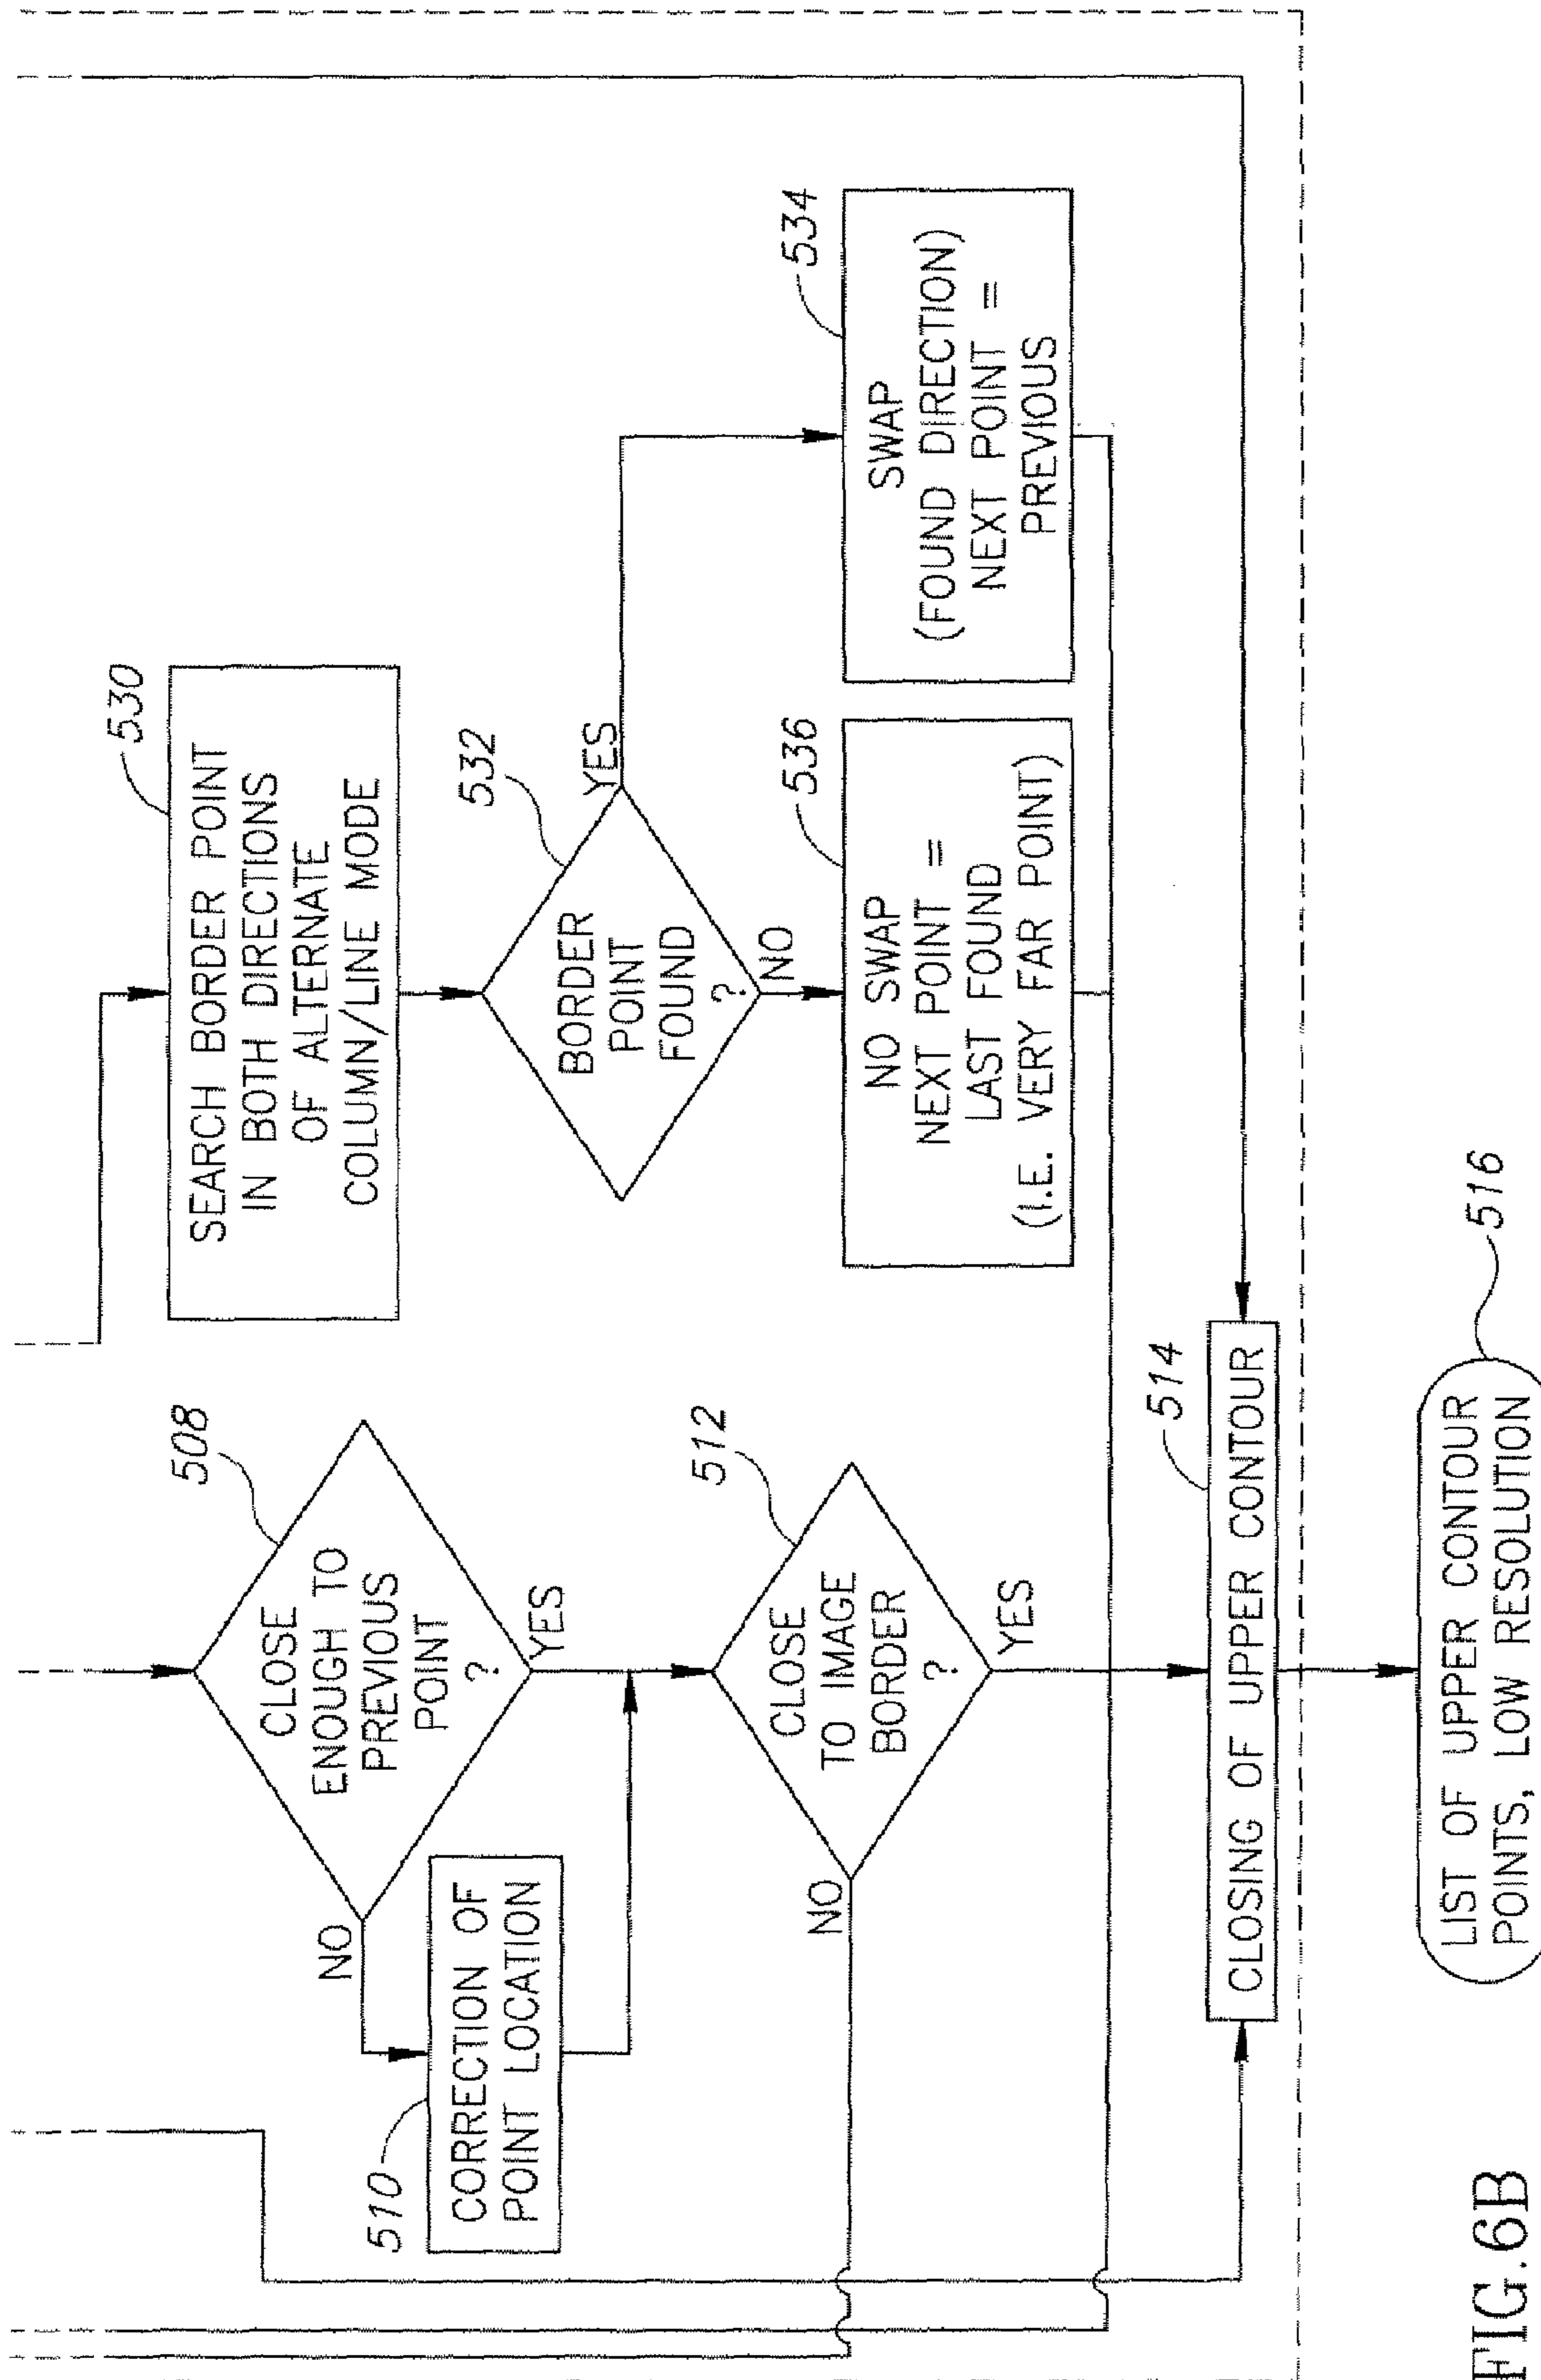 530
SEARCH BORDER POINT
IN BOTH DIRECTIONS
OF ALTERNATE
COLUMN/LINE MODE
508
CLOSE
ENOUGH TO
PREVIOUS
POINT
?
NO
YES
510
CORRECTION OF
POINT LOCATION
532
BORDER
POINT
FOUND
?
YES
NO
512
CLOSE
TO IMAGE
BORDER
?
NO
YES
536
NO SWAP
NEXT POINT =
LAST FOUND
(I.E. VERY FAR POINT)
534
SWAP
(FOUND DIRECTION)
NEXT POINT =
PREVIOUS
514
CLOSING OF UPPER CONTOUR
516
LIST OF UPPER CONTOUR
POINTS, LOW RESOLUTION
FIG.6B